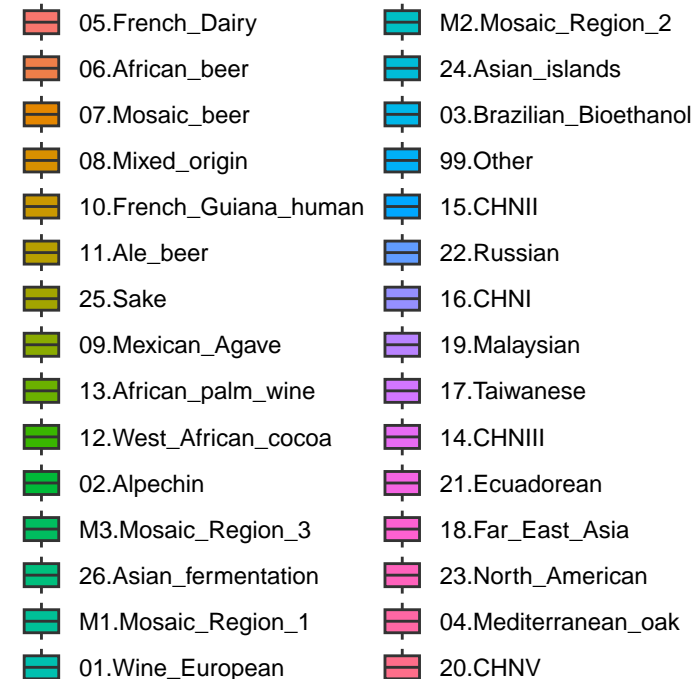 05.French_Dairy
06.African_beer
07.Mosaic_beer
08.Mixed_origin
10.French_Guiana_human
11.Ale_beer
25.Sake
09.Mexican_Agave
13.African_palm_wine
12.West_African_cocoa
02.Alpechin
M3.Mosaic_Region_3
26.Asian_fermentation
M1.Mosaic_Region_1
01.Wine_European
M2.Mosaic_Region_2
24.Asian_islands
03.Brazilian_Bioethanol
99.Other
15.CHNII
22.Russian
16.CHNI
19.Malaysian
17.Taiwanese
14.CHNIII
21.Ecuadorean
18.Far_East_Asia
23.North_American
04.Mediterranean_oak
20.CHNV